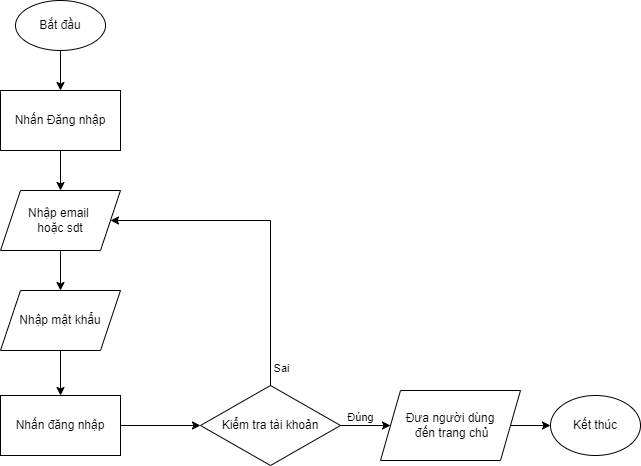 Bắt đầu
Nhấn Đăng nhập
Nhập email
hoặc sdt
Nhập mật khẩu
Sai
Nhấn đăng nhập
Kiểm tra tài khoản
Đúng
Đưa người dùng
đến trang chủ
Kết thúc